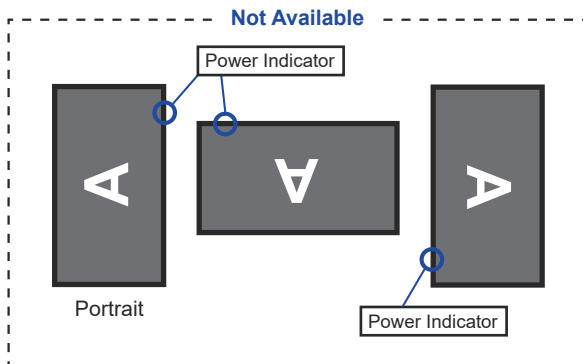 Not Available
Power Indicator
A
A
A
Portrait
Power Indicator